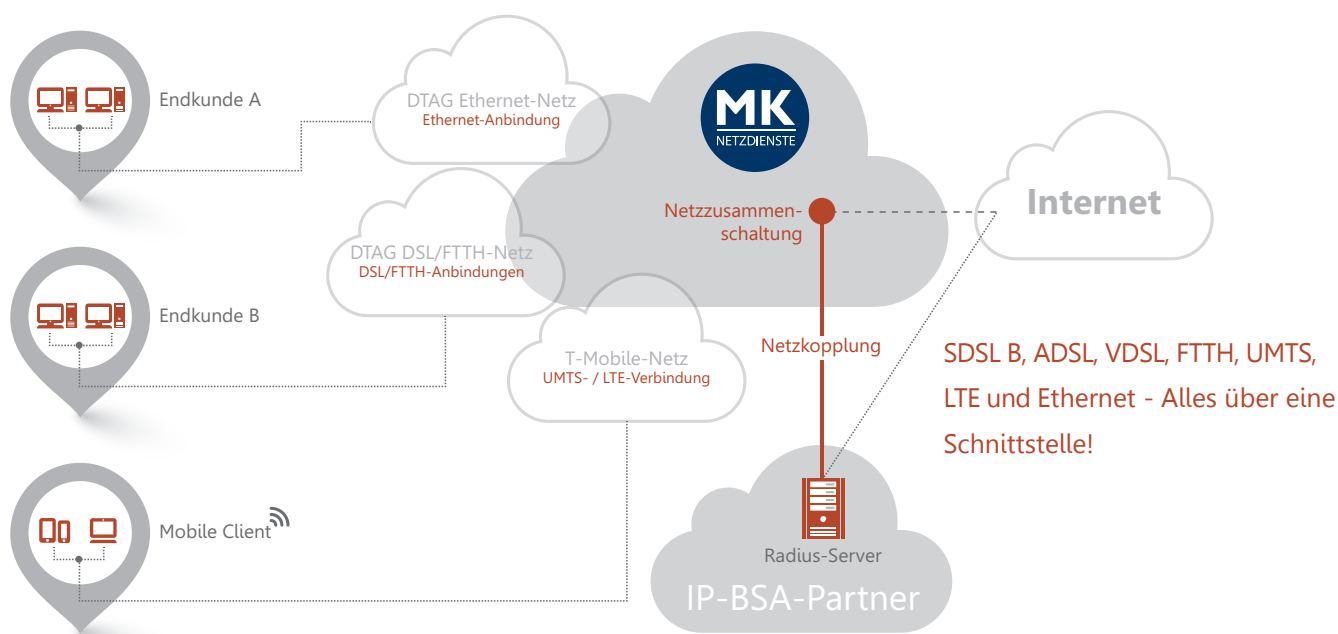 Endkunde A
DTAG Ethernet-Netz
Ethernet-Anbindung
MK
NETZDIENSTE
Netzzusammen-
schaltung
Internet
DTAG DSL/FTTH-Netz
DSL/FTTH-Anbindungen
Endkunde B
T-Mobile-Netz
UMTS- / LTE-Verbindung
Netzkopplung
SDSL B, ADSL, VDSL, FTTH, UMTS,
LTE und Ethernet - Alles über eine
Schnittstelle!
Mobile Client
Radius-Server
IP-BSA-Partner